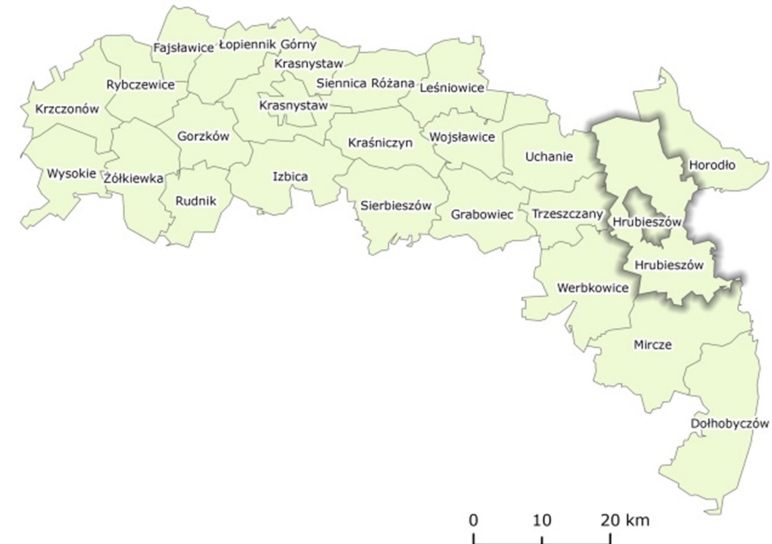 Fajsławice
Łopiennik Górny
Krasnystaw
Rybczewice
Siennica Różana
Leśniowice
Krzczonów
Krasnystaw
Gorzków
Kraśniczyn
Wojsławice
Uchanie
Horodło
Wysokie
Żółkiewka
Izbica
Rudnik
Sierbieszów
Grabowiec
Trzeszczany
Hrubieszów
Hrubieszów
Werbkowice
Mircze
Dołhobyczów
0 10 20 km